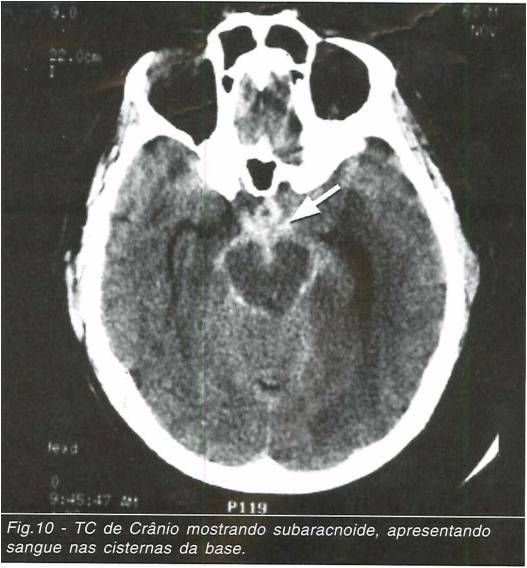 9.0
22.0cm
I
NOV
0
9:45:47 AM
P119
Fig.10 - TC de Crânio mostrando subaracnoide, apresentando
sangue nas cisternas da base.